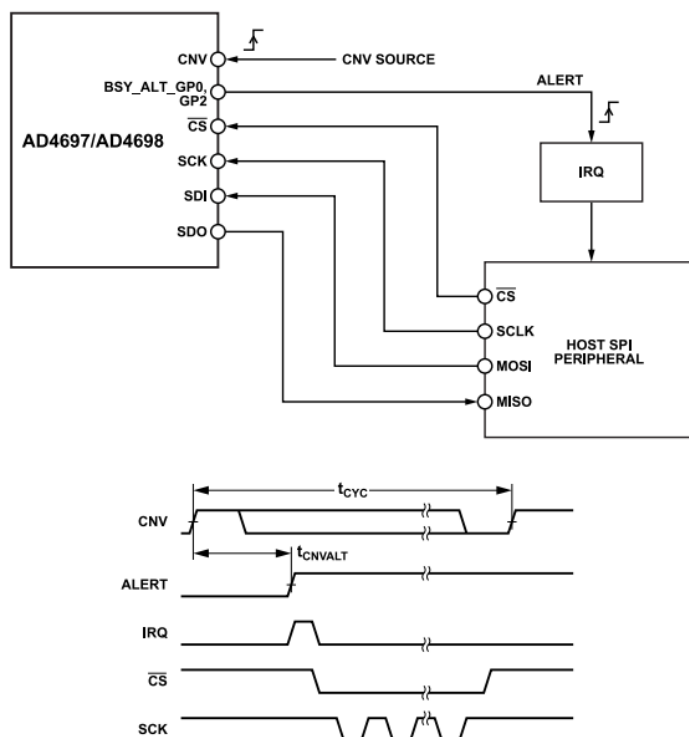 CNV
CNV SOURCE
BSY_ALT_GP0,
GP2
ALERT
CS
AD4697/AD4698
SCK
IRQ
SDI
SDO
CS
SCLK
HOST SPI
PERIPHERAL
MOSI
MISO
tCYC
CNV
tCNVALT
ALERT
IRQ
CS
SCK